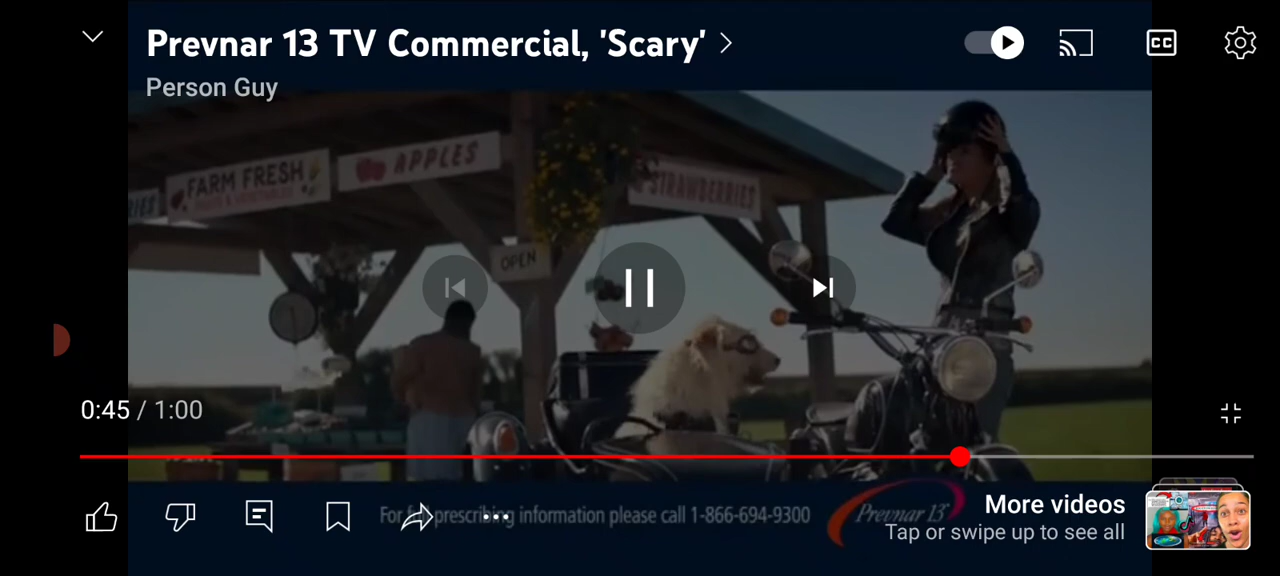 Prevnar 13 TV Commercial, 'Scary'
Person Guy
CC
FARM FRESH
APPLES
STRAWBERRIES
OPEN
0:45 / 1:00
prescribing information please call 1-866-694-9300
Prevnar 13
More videos
Tap or swipe up to see all